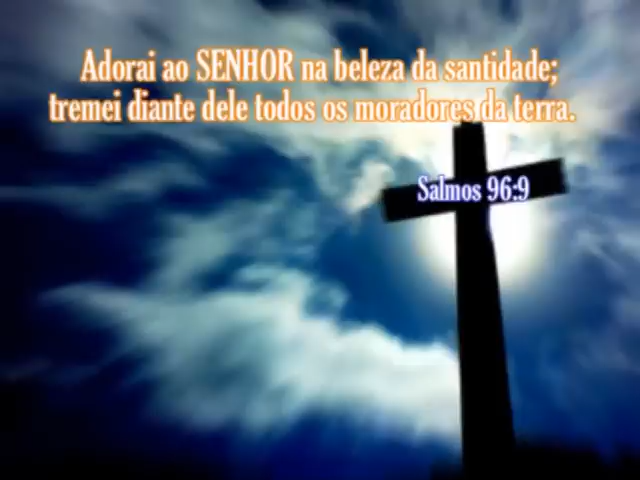 Adorai ao SENHOR na beleza da santidade;
tremei diante dele todos os moradores da terra.
Salmos 96:9